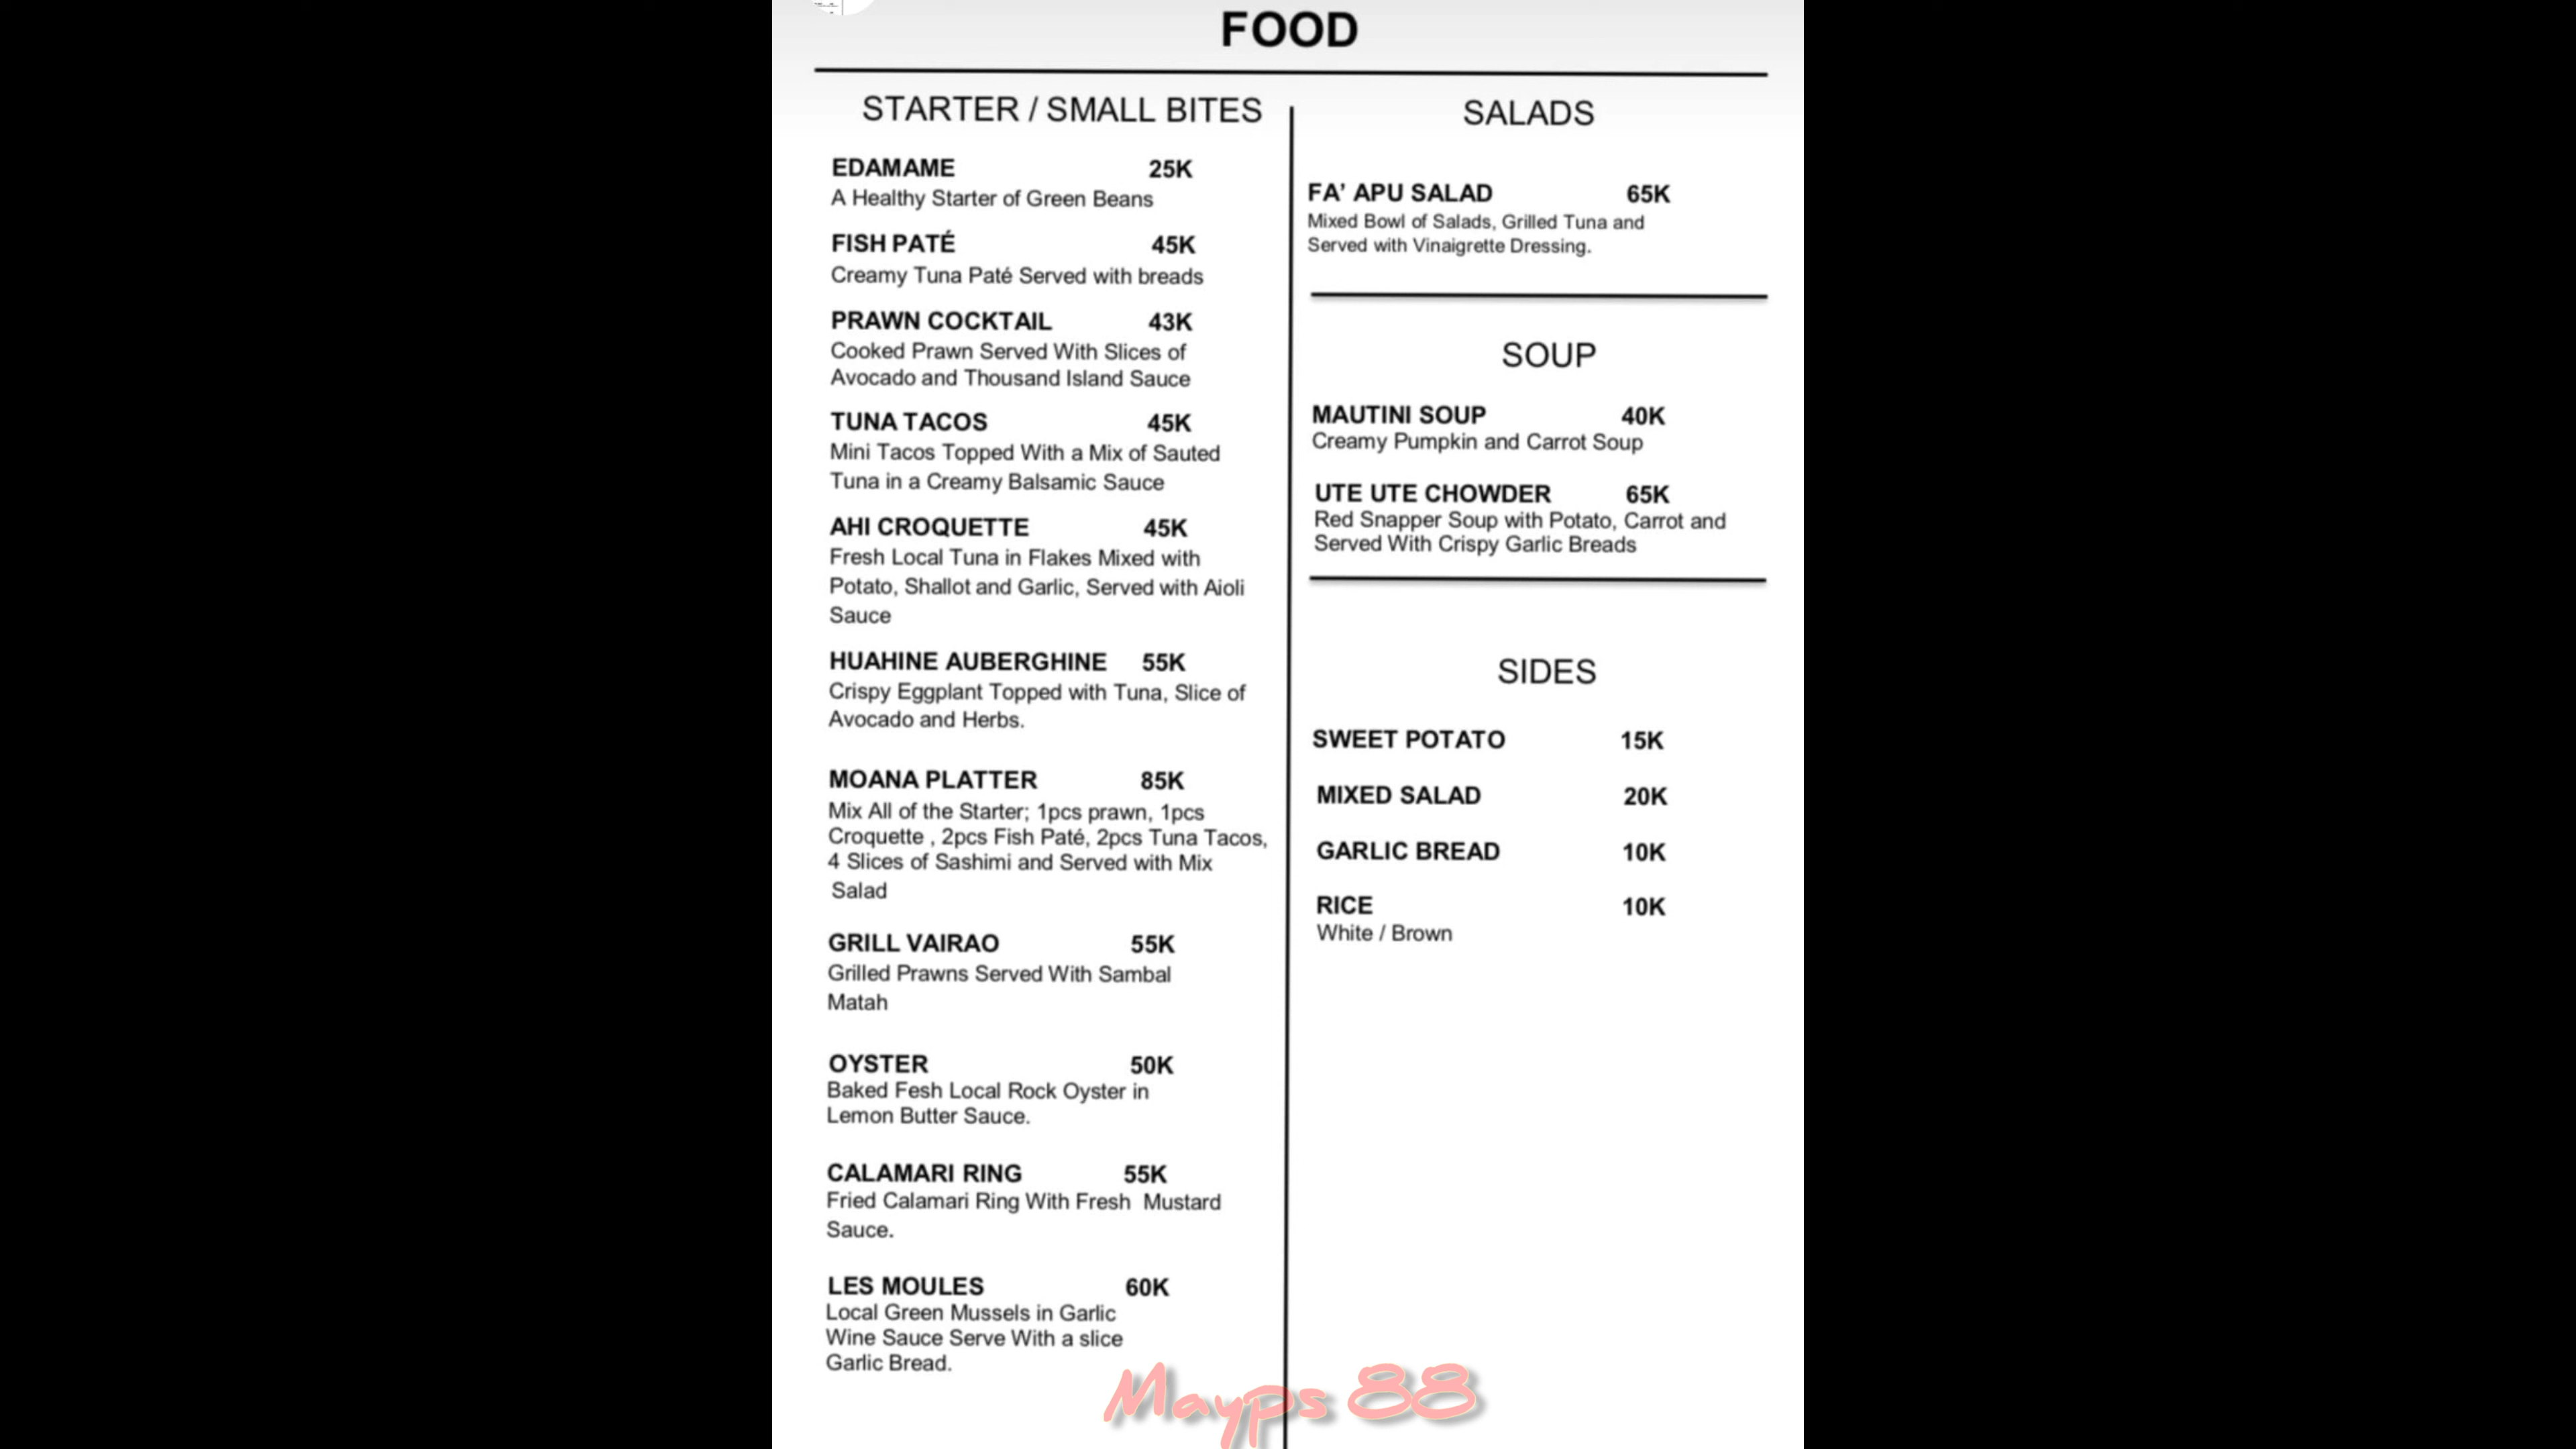 FOOD
STARTER / SMALL BITES
EDAMAME 25K
A Healthy Starter of Green Beans
FISH PATÉ 45K
Creamy Tuna Paté Served with breads
PRAWN COCKTAIL 43K
Cooked Prawn Served With Slices of
Avocado and Thousand Island Sauce
TUNA TACOS 45K
Mini Tacos Topped With a Mix of Sauted
Tuna in a Creamy Balsamic Sauce
AHI CROQUETTE 45K
Fresh Local Tuna in Flakes Mixed with
Potato, Shallot and Garlic, Served with Aioli
Sauce
HUAHINE AUBERGHINE 55K
Crispy Eggplant Topped with Tuna, Slice of
Avocado and Herbs.
MOANA PLATTER 85K
Mix All of the Starter; 1pcs prawn, 1pcs
Croquette , 2pcs Fish Paté, 2pcs Tuna Tacos,
4 Slices of Sashimi and Served with Mix
Salad
GRILL VAIRAO 55K
Grilled Prawns Served With Sambal
Matah
OYSTER 50K
Baked Fesh Local Rock Oyster in
Lemon Butter Sauce.
CALAMARI RING 55K
Fried Calamari Ring With Fresh Mustard
Sauce.
LES MOULES 60K
Local Green Mussels in Garlic
Wine Sauce Serve With a slice
Garlic Bread.
SALADS
FA' APU SALAD 65K
Mixed Bowl of Salads, Grilled Tuna and
Served with Vinaigrette Dressing.
SOUP
MAUTINI SOUP 40K
Creamy Pumpkin and Carrot Soup
UTE UTE CHOWDER 65K
Red Snapper Soup with Potato, Carrot and
Served With Crispy Garlic Breads
SIDES
SWEET POTATO 15K
MIXED SALAD 20K
GARLIC BREAD 10K
RICE 10K
White / Brown
Mayps 88